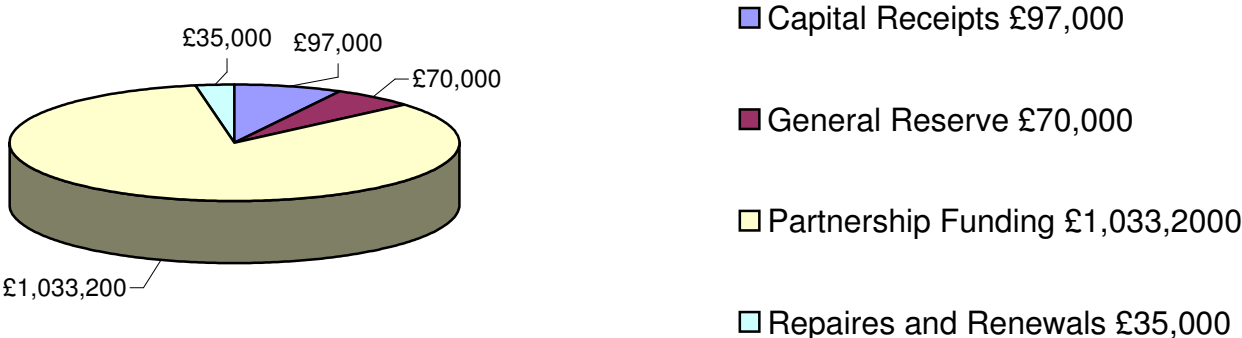 £35,000
£97,000
£70,000
£1,033,200
Capital Receipts £97,000
General Reserve £70,000
Partnership Funding £1,033,2000
Repaires and Renewals £35,000